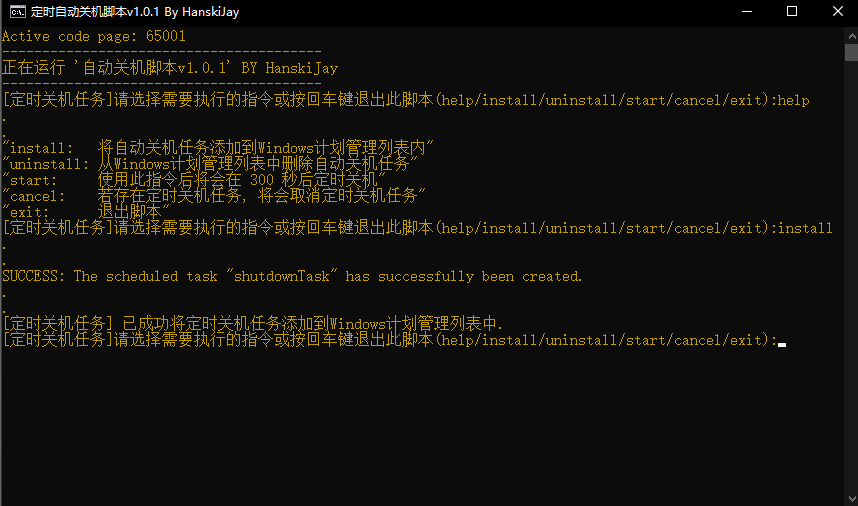 定时自动关机脚本v1.0.1 By HanskiJay
Active code page: 65001
----------------------------------------
正在运行 '自动关机脚本v1.0.1' BY HanskiJay
----------------------------------------
[定时关机任务]请选择需要执行的指令或按回车键退出此脚本(help/install/uninstall/start/cancel/exit):help
.
.
"install:   将自动关机任务添加到Windows计划管理列表内"
"uninstall: 从Windows计划管理列表中删除自动关机任务"
"start:     使用此指令后将会在 300 秒后定时关机"
"cancel:    若存在定时关机任务, 将会取消定时关机任务"
"exit:      退出脚本"
[定时关机任务]请选择需要执行的指令或按回车键退出此脚本(help/install/uninstall/start/cancel/exit):install
.
.
SUCCESS: The scheduled task "shutdownTask" has successfully been created.
.
.
[定时关机任务] 已成功将定时关机任务添加到Windows计划管理列表中.
[定时关机任务]请选择需要执行的指令或按回车键退出此脚本(help/install/uninstall/start/cancel/exit):